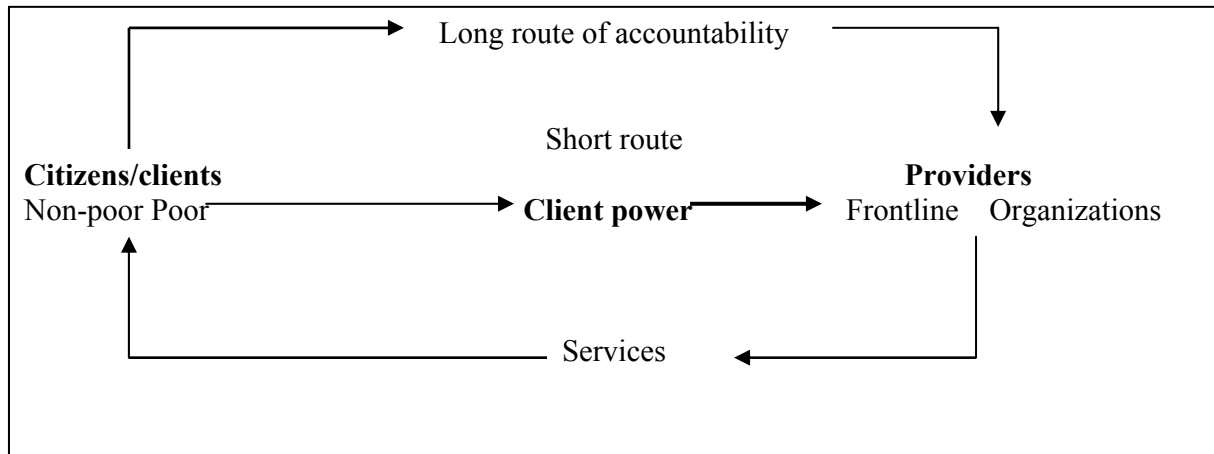 Long route of accountability
Short route
Citizens/clients
Providers
Non-poor Poor
Client power
Frontline Organizations
Services